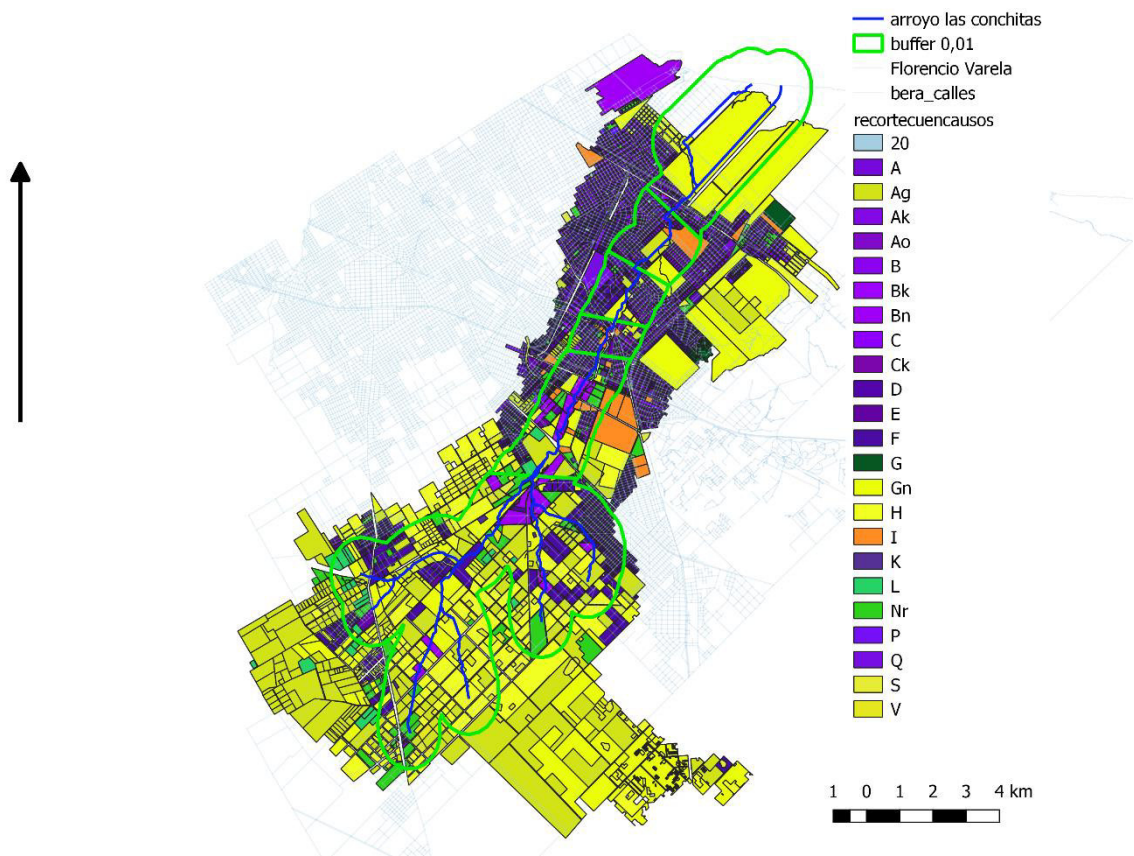 arroyo las conchitas
buffer 0,01
Florencio Varela
bera_calles
recortecuencausos
20
A
Ag
Ak
Ao
B
Bk
Bn
C
Ck
D
E
F
G
Gn
H
I
K
L
Nr
P
Q
S
V
1 0 1 2 3 4 km